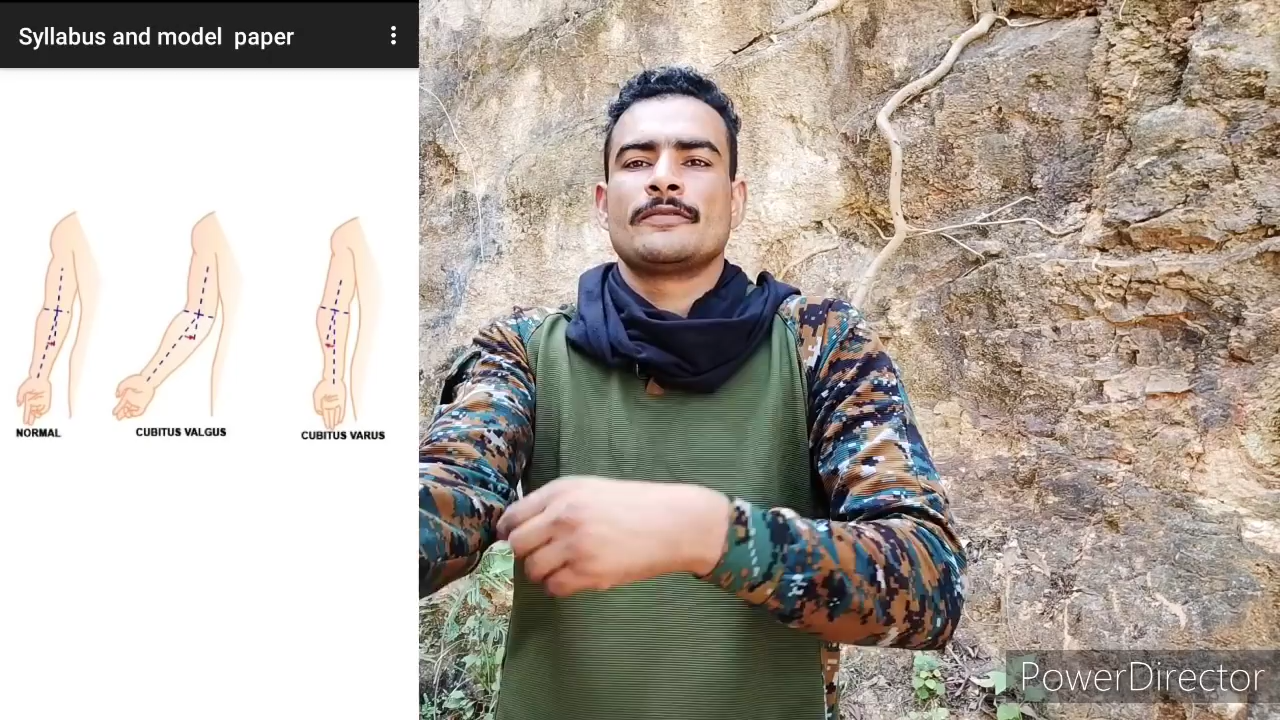 Syllabus and model paper
NORMAL
CUBITUS VALGUS
CUBITUS VARUS
PowerDirector